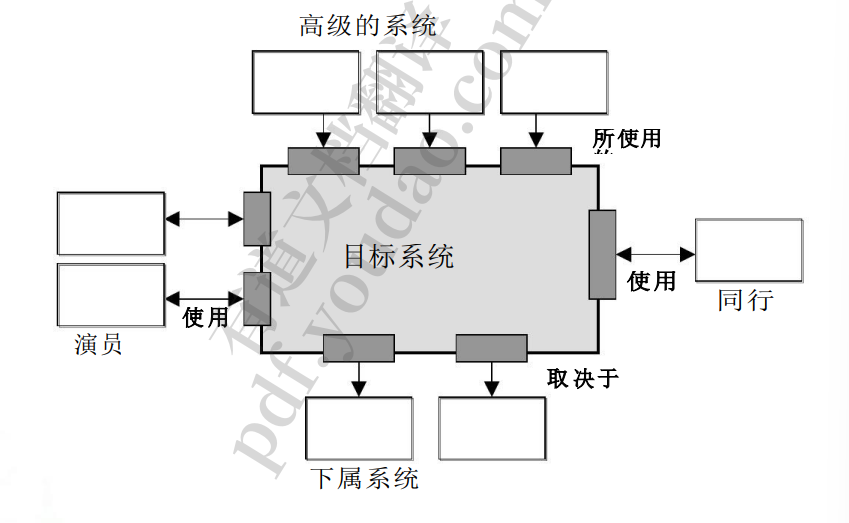 高级的系统
所使用
目标系统
使用
同行
使用
演员
取决于
下属系统
有道文档翻译
pdf.youdao.com